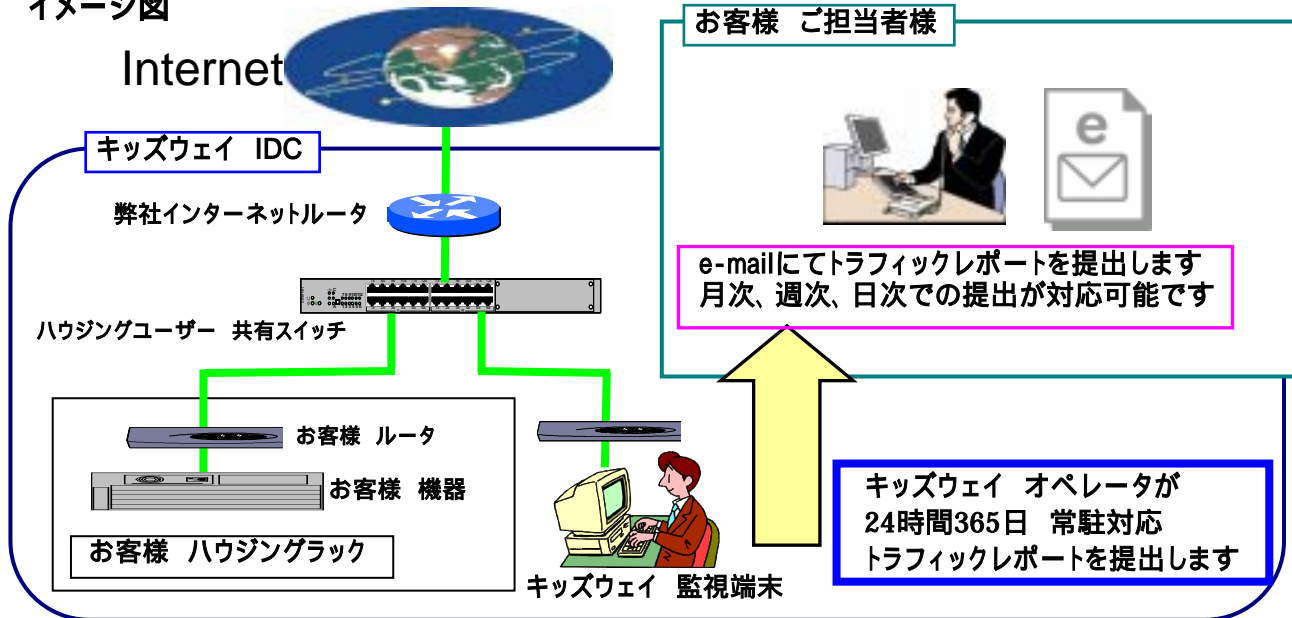 イメージ図
Internet
お客様 ご担当者様
キッズウェイ IDC
弊社インターネットルータ
e
e-mailにてトラフィックレポートを提出します
月次、週次、日次での提出が対応可能です
ハウジングユーザー 共有スイッチ
お客様 ルータ
お客様 機器
お客様 ハウジングラック
キッズウェイ 監視端末
キッズウェイ オペレータが
24時間365日 常駐対応
トラフィックレポートを提出します